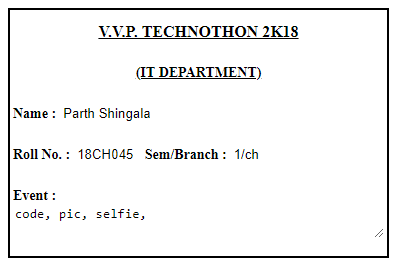 V.V.P. TECHNOTHON 2K18
(IT DEPARTMENT)
Name : Parth Shingala
Roll No. : 18CH045 Sem/Branch : 1/ch
Event :
code, pic, selfie,